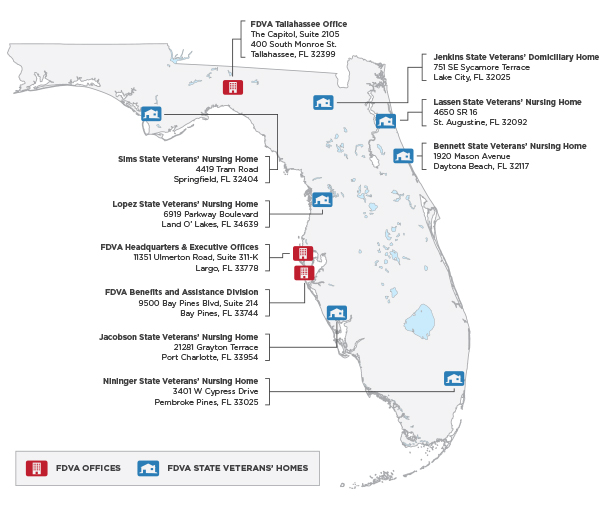 FDVA Tallahassee Office
The Capitol, Suite 2105
400 South Monroe St.
Tallahassee, FL 32399
Jenkins State Veterans' Domiciliary Home
751 SE Sycamore Terrace
Lake City, FL 32025
Lassen State Veterans' Nursing Home
4650 SR 16
St. Augustine, FL 32092
Bennett State Veterans' Nursing Home
1920 Mason Avenue
Daytona Beach, FL 32117
Sims State Veterans' Nursing Home
4419 Tram Road
Springfield, FL 32404
Lopez State Veterans' Nursing Home
6919 Parkway Boulevard
Land O' Lakes, FL 34639
FDVA Headquarters & Executive Offices
11351 Ulmerton Road, Suite 311-K
Largo, FL 33778
FDVA Benefits and Assistance Division
9500 Bay Pines Blvd, Suite 214
Bay Pines, FL 33744
Jacobson State Veterans' Nursing Home
21281 Grayton Terrace
Port Charlotte, FL 33954
Nininger State Veterans' Nursing Home
3401 W Cypress Drive
Pembroke Pines, FL 33025
FDVA OFFICES
FDVA STATE VETERANS' HOMES